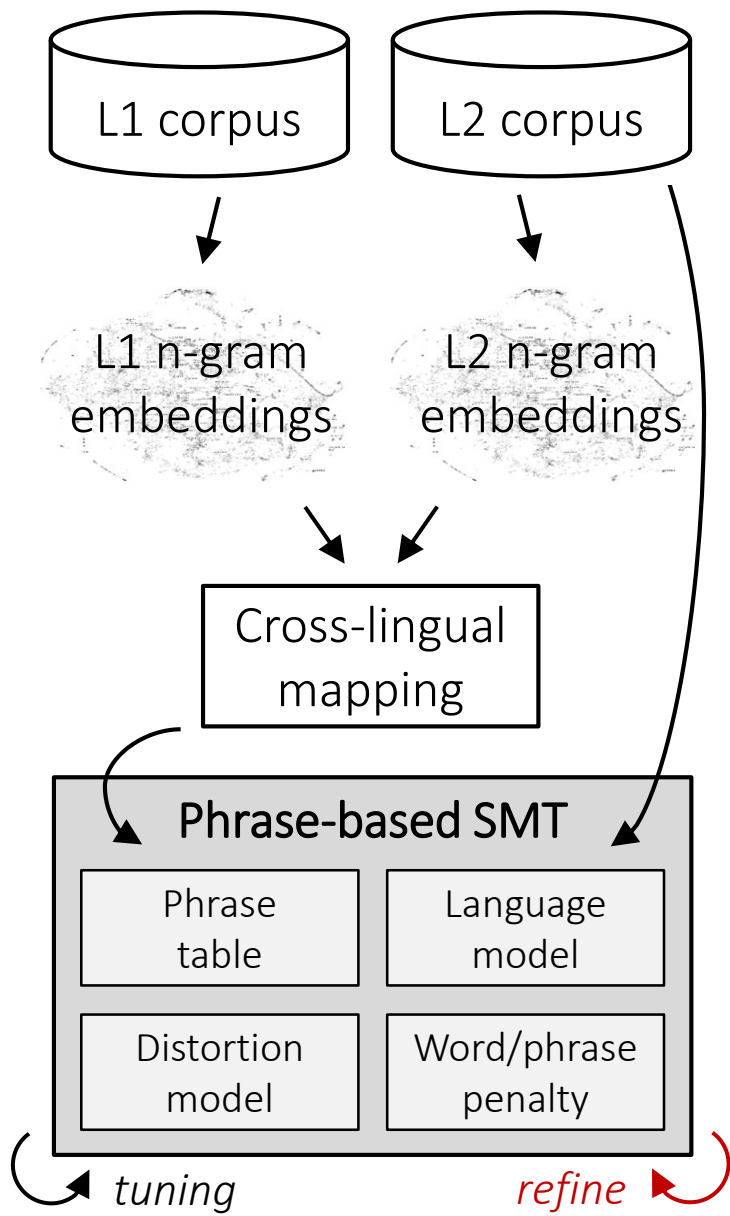 L1 corpus
L2 corpus
L1 n-gram
embeddings
L2 n-gram
embeddings
Cross-lingual
mapping
Phrase-based SMT
Phrase
table
Language
model
Distortion
model
Word/phrase
penalty
tuning
refine